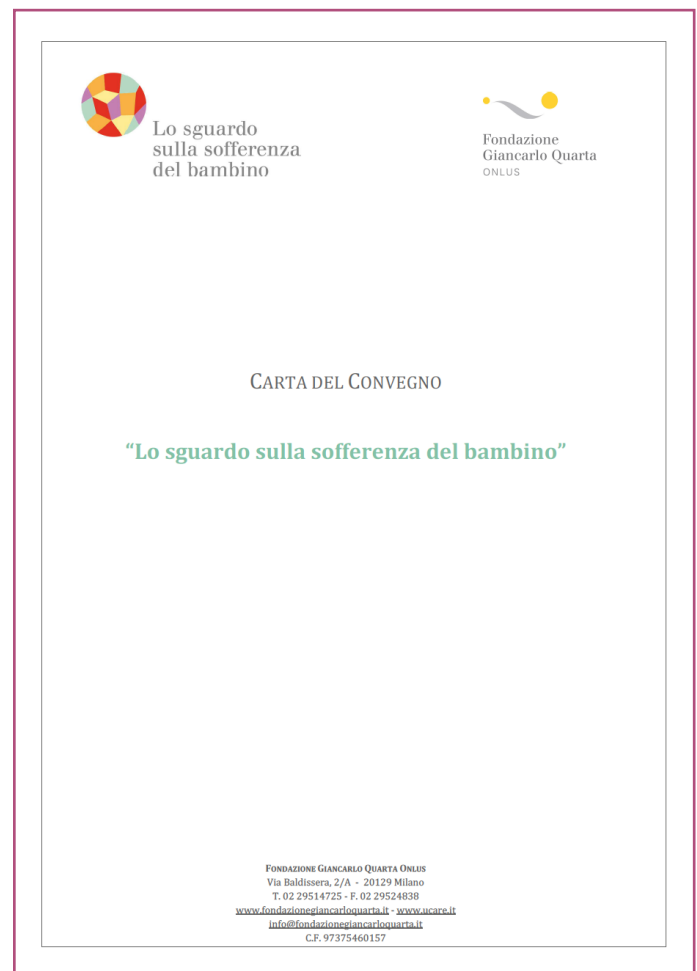 Lo sguardo
sulla sofferenza
del bambino
Fondazione
Giancarlo Quarta
ONLUS
CARTA DEL CONVEGNO
“Lo sguardo sulla sofferenza del bambino”
FONDAZIONE GIANCARLO QUARTA ONLUS
Via Baldissera, 2/A - 20129 Milano
T. 02 29514725 - F. 02 29524838
www.fondazionegiancarloquarta.it - www.ucare.it
info@fondazionegiancarloquarta.it
C.F. 97375460157